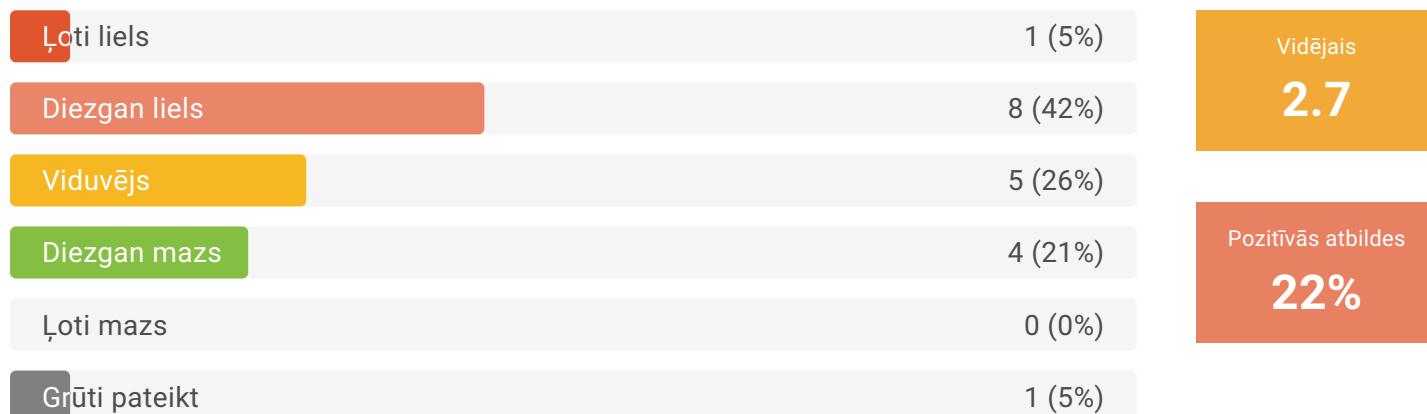 Ļoti liels 1 (5%)
Diezgan liels 8 (42%)
Viduvējs 5 (26%)
Diezgan mazs 4 (21%)
Ļoti mazs 0 (0%)
Grūti pateikt 1 (5%)
Vidējais
2.7
Pozitīvās atbildes
22%